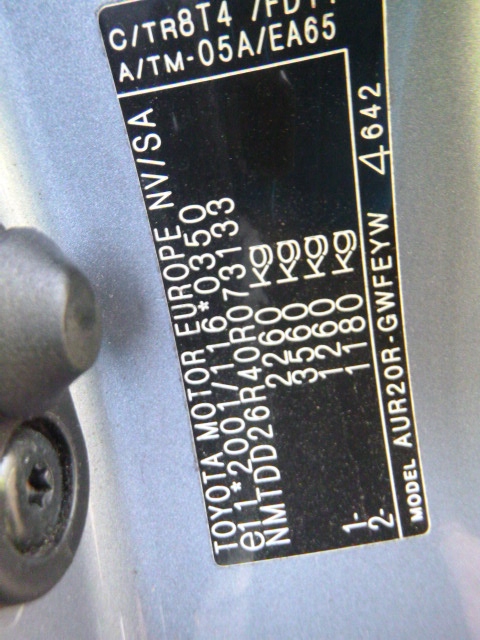 TOYOTA MOTOR EUROPE NV/SA
e11*2001/116*0350
NMTDD26R40R073133
2260 kg
3560 kg
1- 1260 kg
2- 1180 kg
MODEL AUR20R-GWFEYW 4642
C/TR8T4
A/TM-05A/EA65